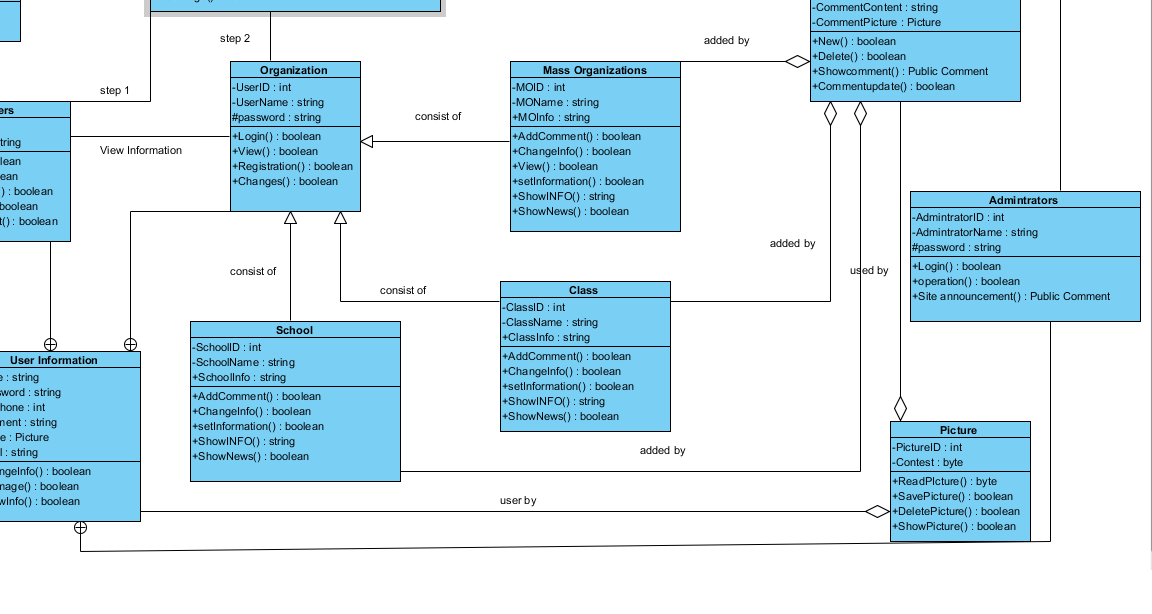 step 2
step 1
View Information
Organization
-UserID : int
-UserName : string
#password : string
+Login() : boolean
+View() : boolean
+Registration() : boolean
+Changes() : boolean
consist of
Mass Organizations
-MOID : int
-MOName : string
+MOInfo : string
+AddComment() : boolean
+ChangeInfo() : boolean
+View() : boolean
+setInformation() : boolean
+ShowINFO() : string
+ShowNews() : boolean
added by
-CommentContent : string
-CommentPicture : Picture
+New() : boolean
+Delete() : boolean
+Showcomment() : Public Comment
+Commentupdate() : boolean
ers
tring
lean
ean
) : boolean
boolean
t() : boolean
Admintrators
-AdmintratorID : int
-AdmintratorName : string
#password : string
+Login() : boolean
+operation() : boolean
+Site announcement() : Public Comment
added by
used by
consist of
consist of
Class
-ClassID : int
-ClassName : string
+ClassInfo : string
+AddComment() : boolean
+ChangeInfo() : boolean
+setInformation() : boolean
+ShowINFO() : string
+ShowNews() : boolean
School
-SchoolID : int
-SchoolName : string
+SchoolInfo : string
+AddComment() : boolean
+ChangeInfo() : boolean
+setInformation() : boolean
+ShowINFO() : string
+ShowNews() : boolean
User Information
e : string
sword : string
hone : int
ment : string
e : Picture
l : string
ngeInfo() : boolean
mage() : boolean
wInfo() : boolean
added by
user by
Picture
-PictureID : int
-Contest : byte
+ReadPIcture() : byte
+SavePicture() : boolean
+DeletePicture() : boolean
+ShowPicture() : boolean